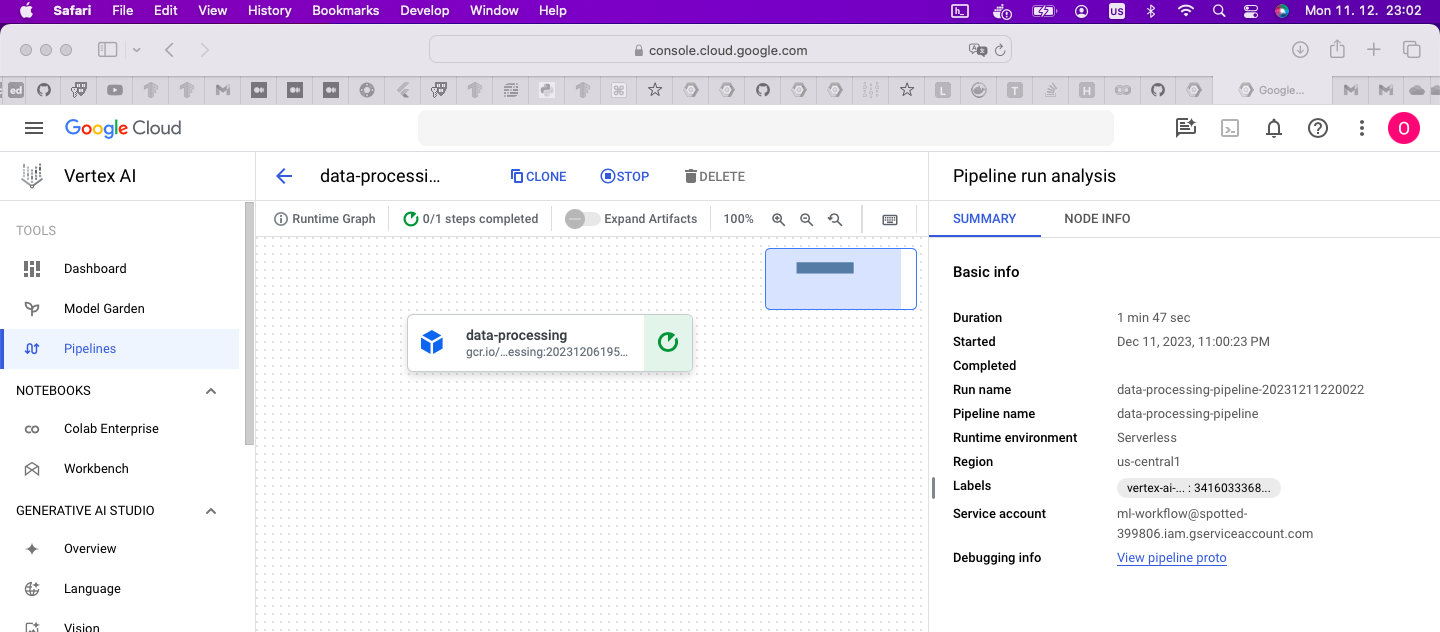 Safari File Edit View History Bookmarks Develop Window Help US Mon 11. 12. 23:02
console.cloud.google.com
ed L T H Google...
Google Cloud O
Vertex AI
data-processi... CLONE STOP DELETE
Pipeline run analysis
Runtime Graph 0/1 steps completed Expand Artifacts 100%
SUMMARY NODE INFO
TOOLS
Dashboard
Model Garden
Pipelines
NOTEBOOKS
Colab Enterprise
Workbench
GENERATIVE AI STUDIO
Overview
Language
Vision
data-processing
gcr.io/...essing:20231206195...
Basic info
Duration 1 min 47 sec
Started Dec 11, 2023, 11:00:23 PM
Completed
Run name data-processing-pipeline-20231211220022
Pipeline name data-processing-pipeline
Runtime environment Serverless
Region us-central1
Labels vertex-ai-... : 3416033368...
Service account ml-workflow@spotted-
399806.iam.gserviceaccount.com
Debugging info View pipeline proto